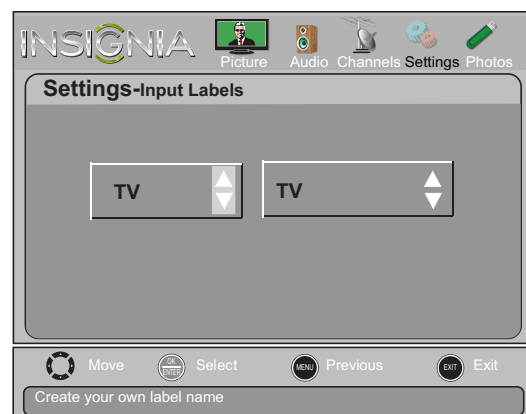 INSIGNIA
Picture Audio Channels Settings Photos
Settings-Input Labels
TV TV
Move OK ENTER Select MENU Previous EXIT Exit
Create your own label name